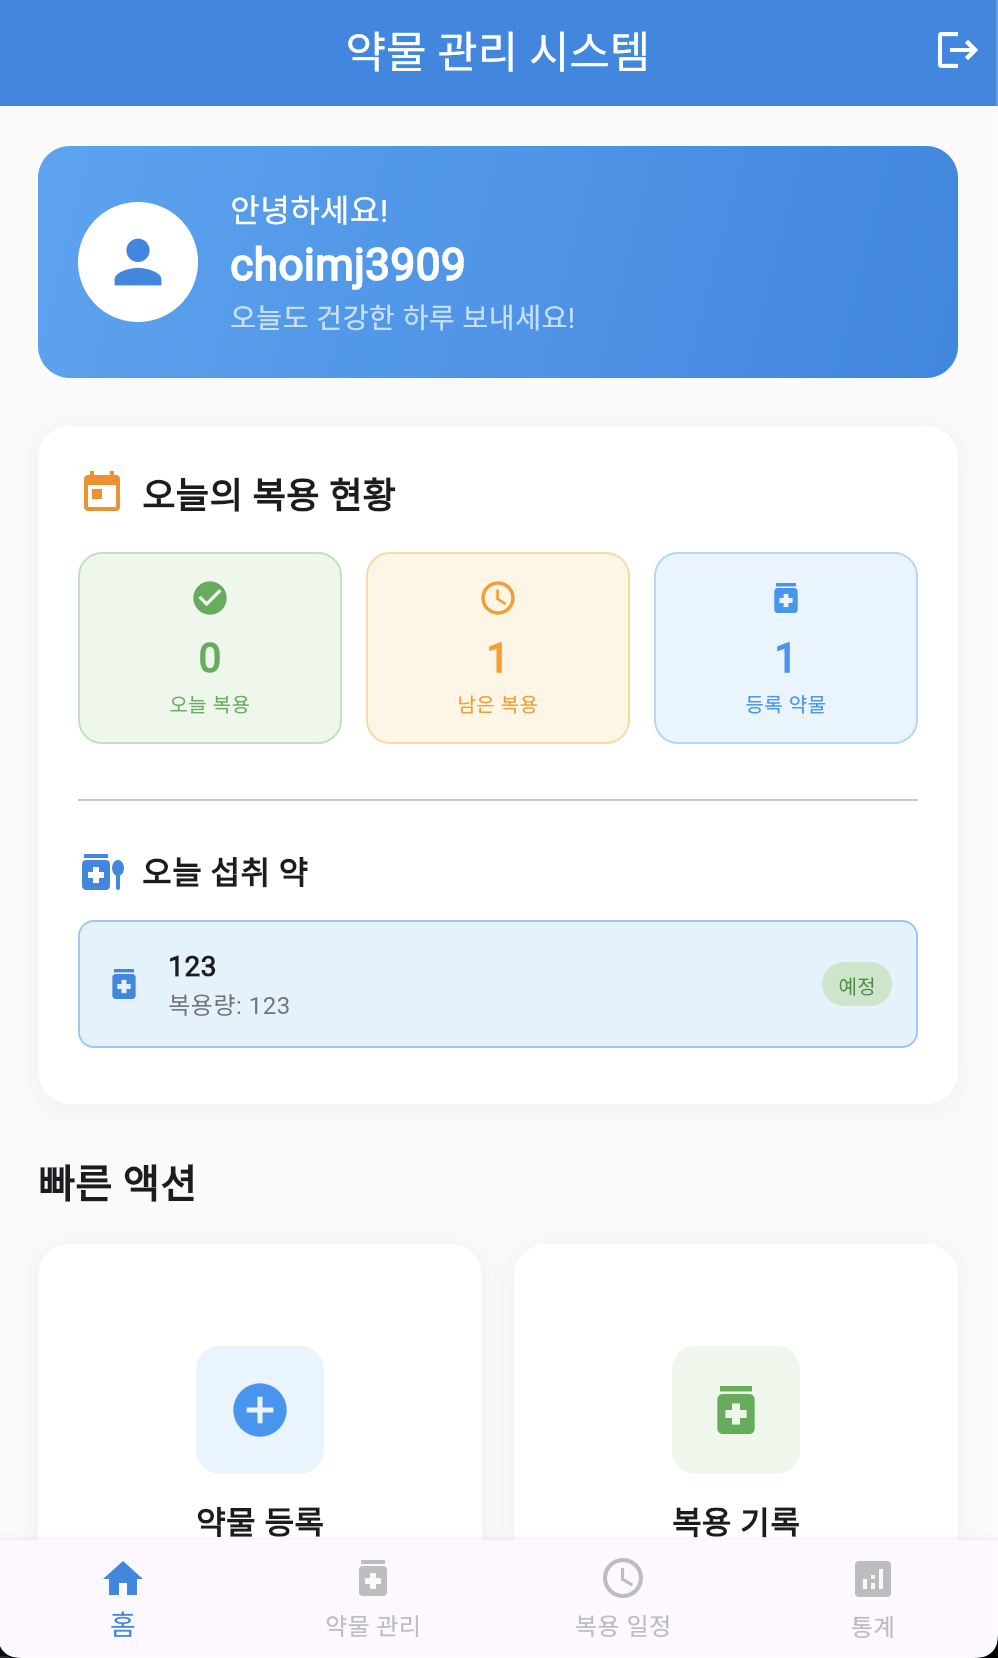 약물 관리 시스템
안녕하세요!
choimj3909
오늘도 건강한 하루 보내세요!
오늘의 복용 현황
0
오늘 복용
1
남은 복용
1
등록 약물
오늘 섭취 약
123
복용량: 123
예정
빠른 액션
약물 등록
복용 기록
홈
약물 관리
복용 일정
통계